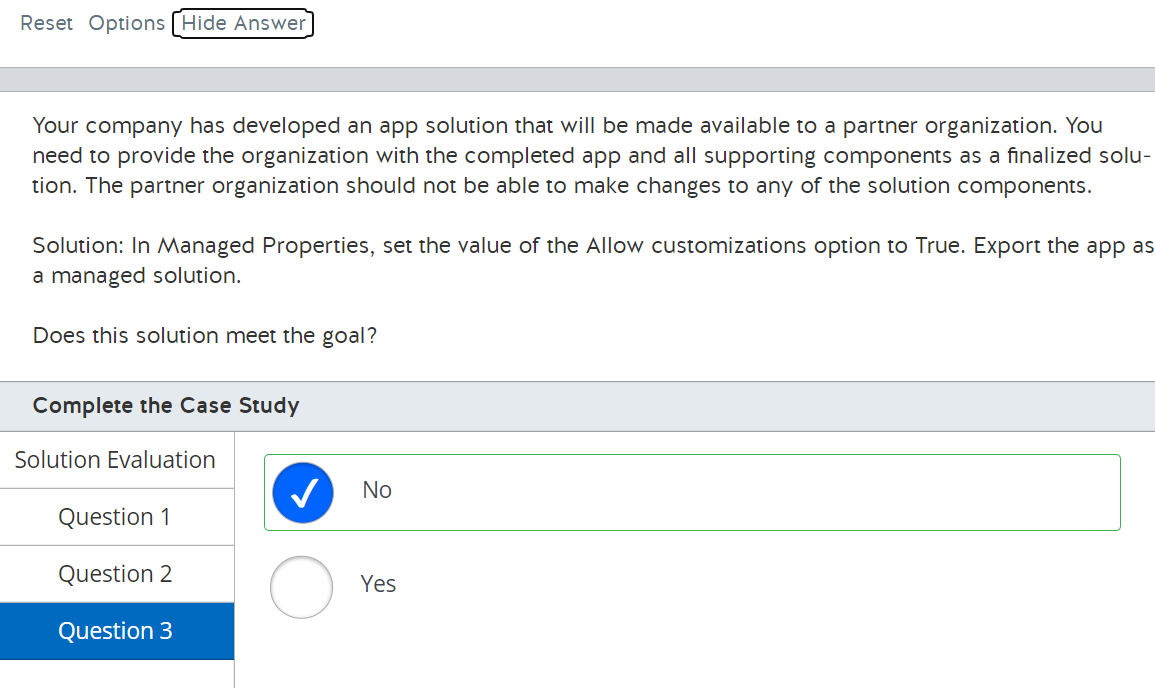 Reset Options Hide Answer
Your company has developed an app solution that will be made available to a partner organization. You
need to provide the organization with the completed app and all supporting components as a finalized solu-
tion. The partner organization should not be able to make changes to any of the solution components.
Solution: In Managed Properties, set the value of the Allow customizations option to True. Export the app as
a managed solution.
Does this solution meet the goal?
Complete the Case Study
Solution Evaluation
Question 1
Question 2
Question 3
No
Yes